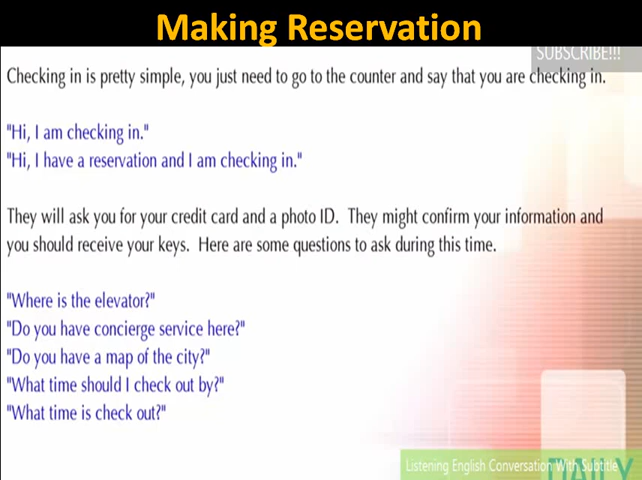 Making Reservation
SUBSCRIBE!!!
Checking in is pretty simple, you just need to go to the counter and say that you are checking in.
"Hi, I am checking in."
"Hi, I have a reservation and I am checking in."
They will ask you for your credit card and a photo ID. They might confirm your information and
you should receive your keys. Here are some questions to ask during this time.
"Where is the elevator?"
"Do you have concierge service here?"
"Do you have a map of the city?"
"What time should I check out by?"
"What time is check out?"
Listening English Conversation With Subtitle
DAILY